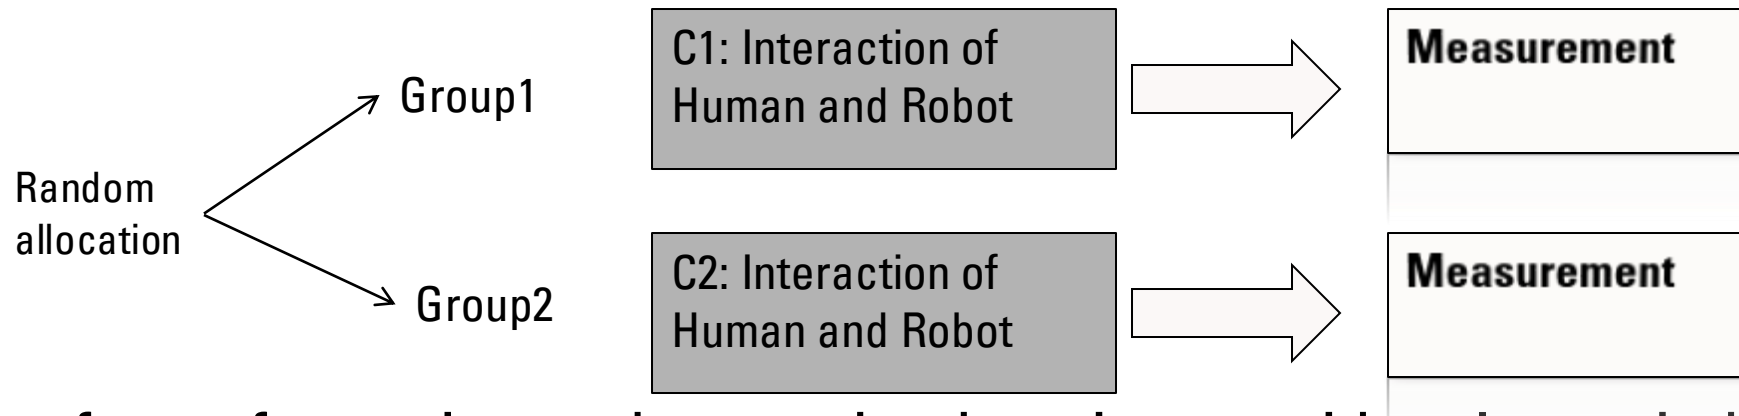 Random
allocation
Group1
C1: Interaction of
Human and Robot
Measurement
Group2
C2: Interaction of
Human and Robot
Measurement